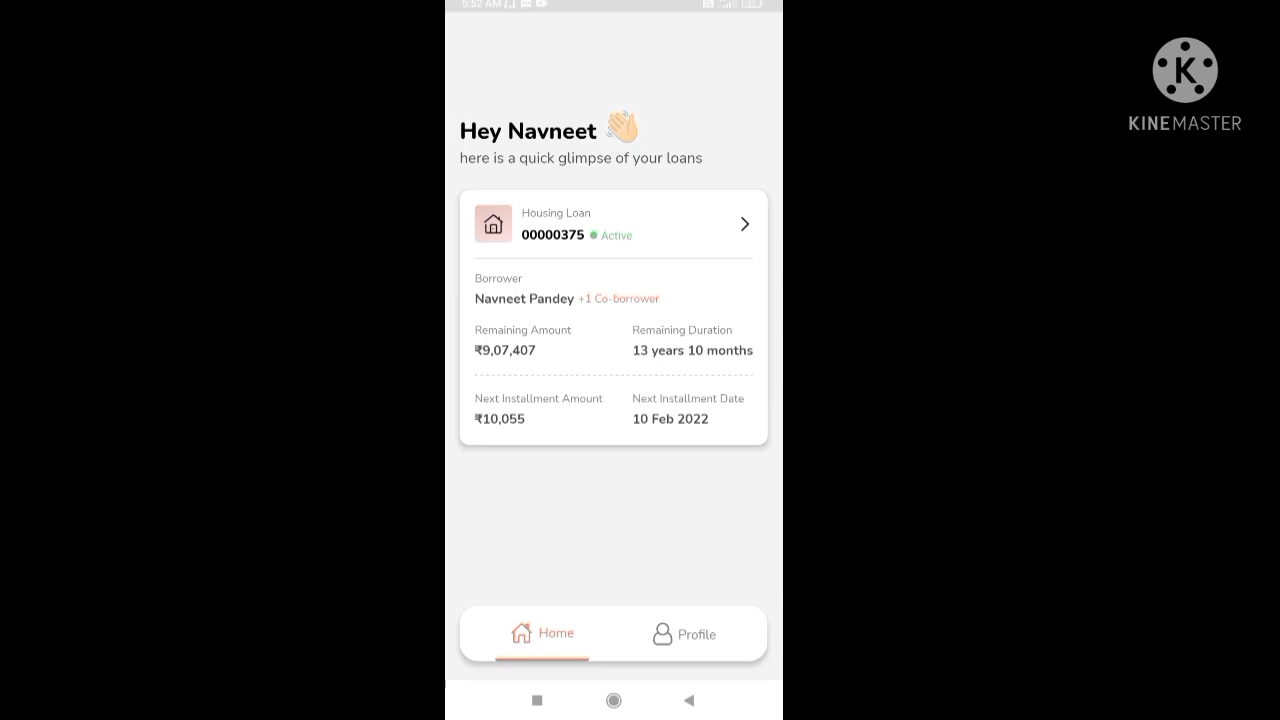 5:52 AM
KINEMASTER
Hey Navneet 👋🏻
here is a quick glimpse of your loans
Housing Loan
00000375 Active
Borrower
Navneet Pandey +1 Co-borrower
Remaining Amount Remaining Duration
₹9,07,407 13 years 10 months
Next Installment Amount Next Installment Date
₹10,055 10 Feb 2022
Home Profile